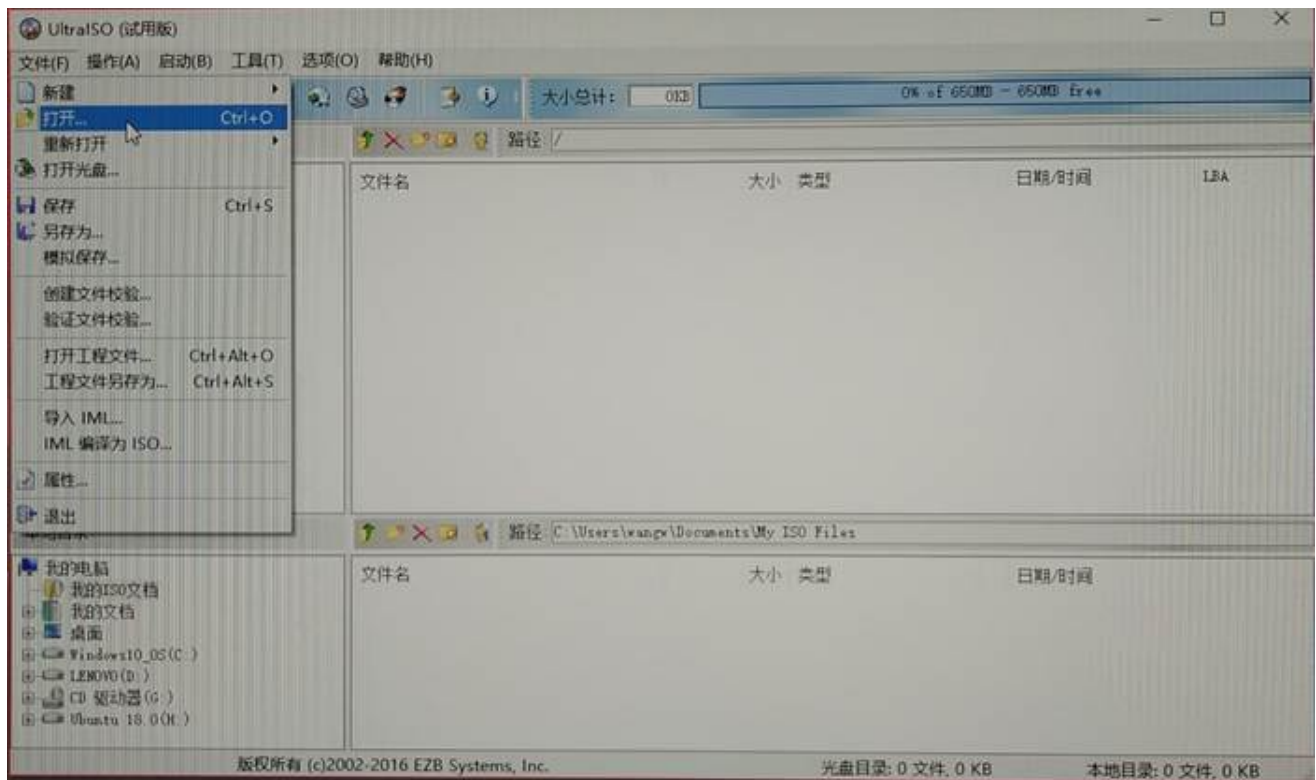 UltraISO (试用版)
文件(F) 操作(A) 启动(B) 工具(T) 选项(O) 帮助(H)
新建
打开... Ctrl+O
重新打开
打开光盘...
保存 Ctrl+S
另存为...
模拟保存...
创建文件校验...
验证文件校验...
打开工程文件... Ctrl+Alt+O
工程文件另存为... Ctrl+Alt+S
导入 IML...
IML 编译为 ISO...
属性...
退出
大小总计: 0KB 0% of 650MB - 650MB free
路径 /
文件名 大小 类型 日期/时间 LBA
路径 C:\Users\wangw\Documents\My ISO Files
文件名 大小 类型 日期/时间
我的电脑
我的ISO文档
我的文档
桌面
Windows10_OS(C:)
LENOVO(D:)
CD 驱动器(G:)
Ubuntu 18.0(H:)
版权所有 (c)2002-2016 EZB Systems, Inc. 光盘目录: 0 文件, 0 KB 本地目录: 0 文件, 0 KB